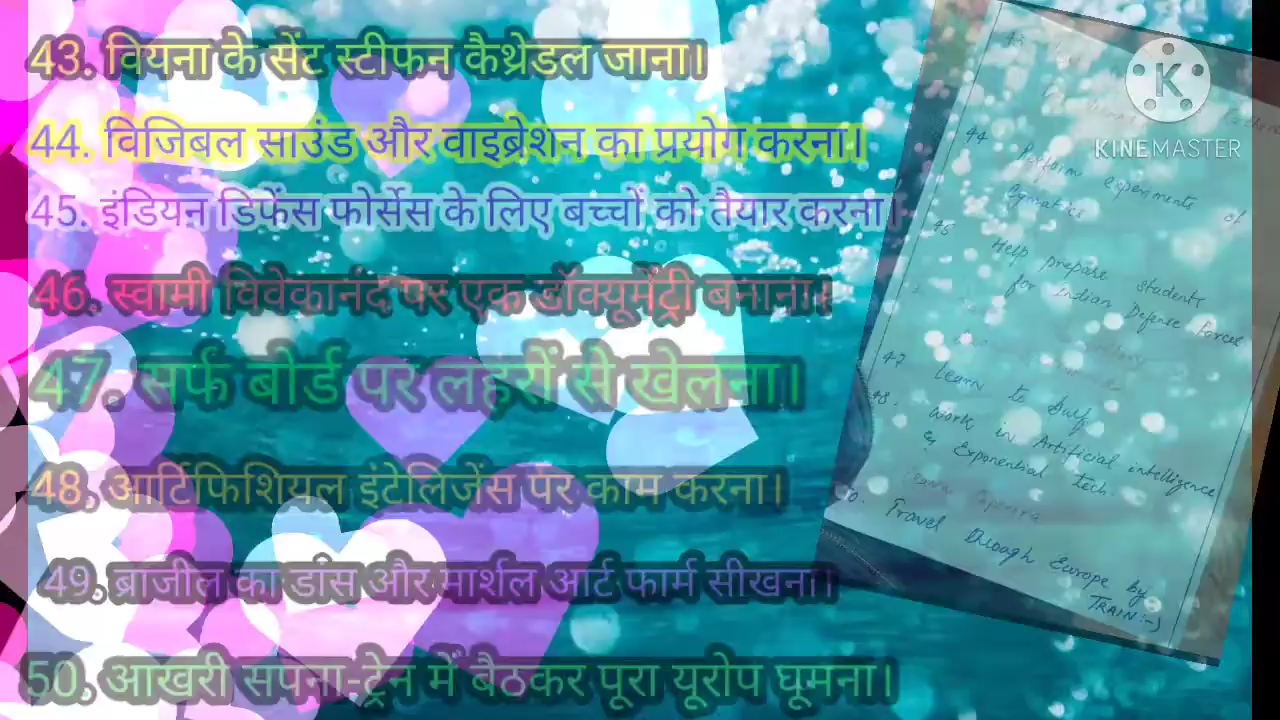 43. वियना के सेंट स्टीफन कैथ्रेडल जाना।
44. विजिबल साउंड और वाइब्रेशन का प्रयोग करना।
45. इंडियन डिफेंस फोर्सेस के लिए बच्चों को तैयार करना।
46. स्वामी विवेकानंद पर एक डॉक्यूमेंट्री बनाना।
47. सर्फ बोर्ड पर लहरों से खेलना।
48, आर्टिफिशियल इंटेलिजेंस पर काम करना।
49. ब्राजील का डांस और मार्शल आर्ट फार्म सीखना।
50. आखरी सपना-ट्रेन में बैठकर पूरा यूरोप घूमना।
K
KINEMASTER
44 Perform experiments of
Cymatics
45 Help prepare students
for Indian Defense Forces
47 Learn to Surf
48. Work in Artificial intelligence
& Exponential tech.
Learn Capoeira
50. Travel through Europe by
TRAIN :-)